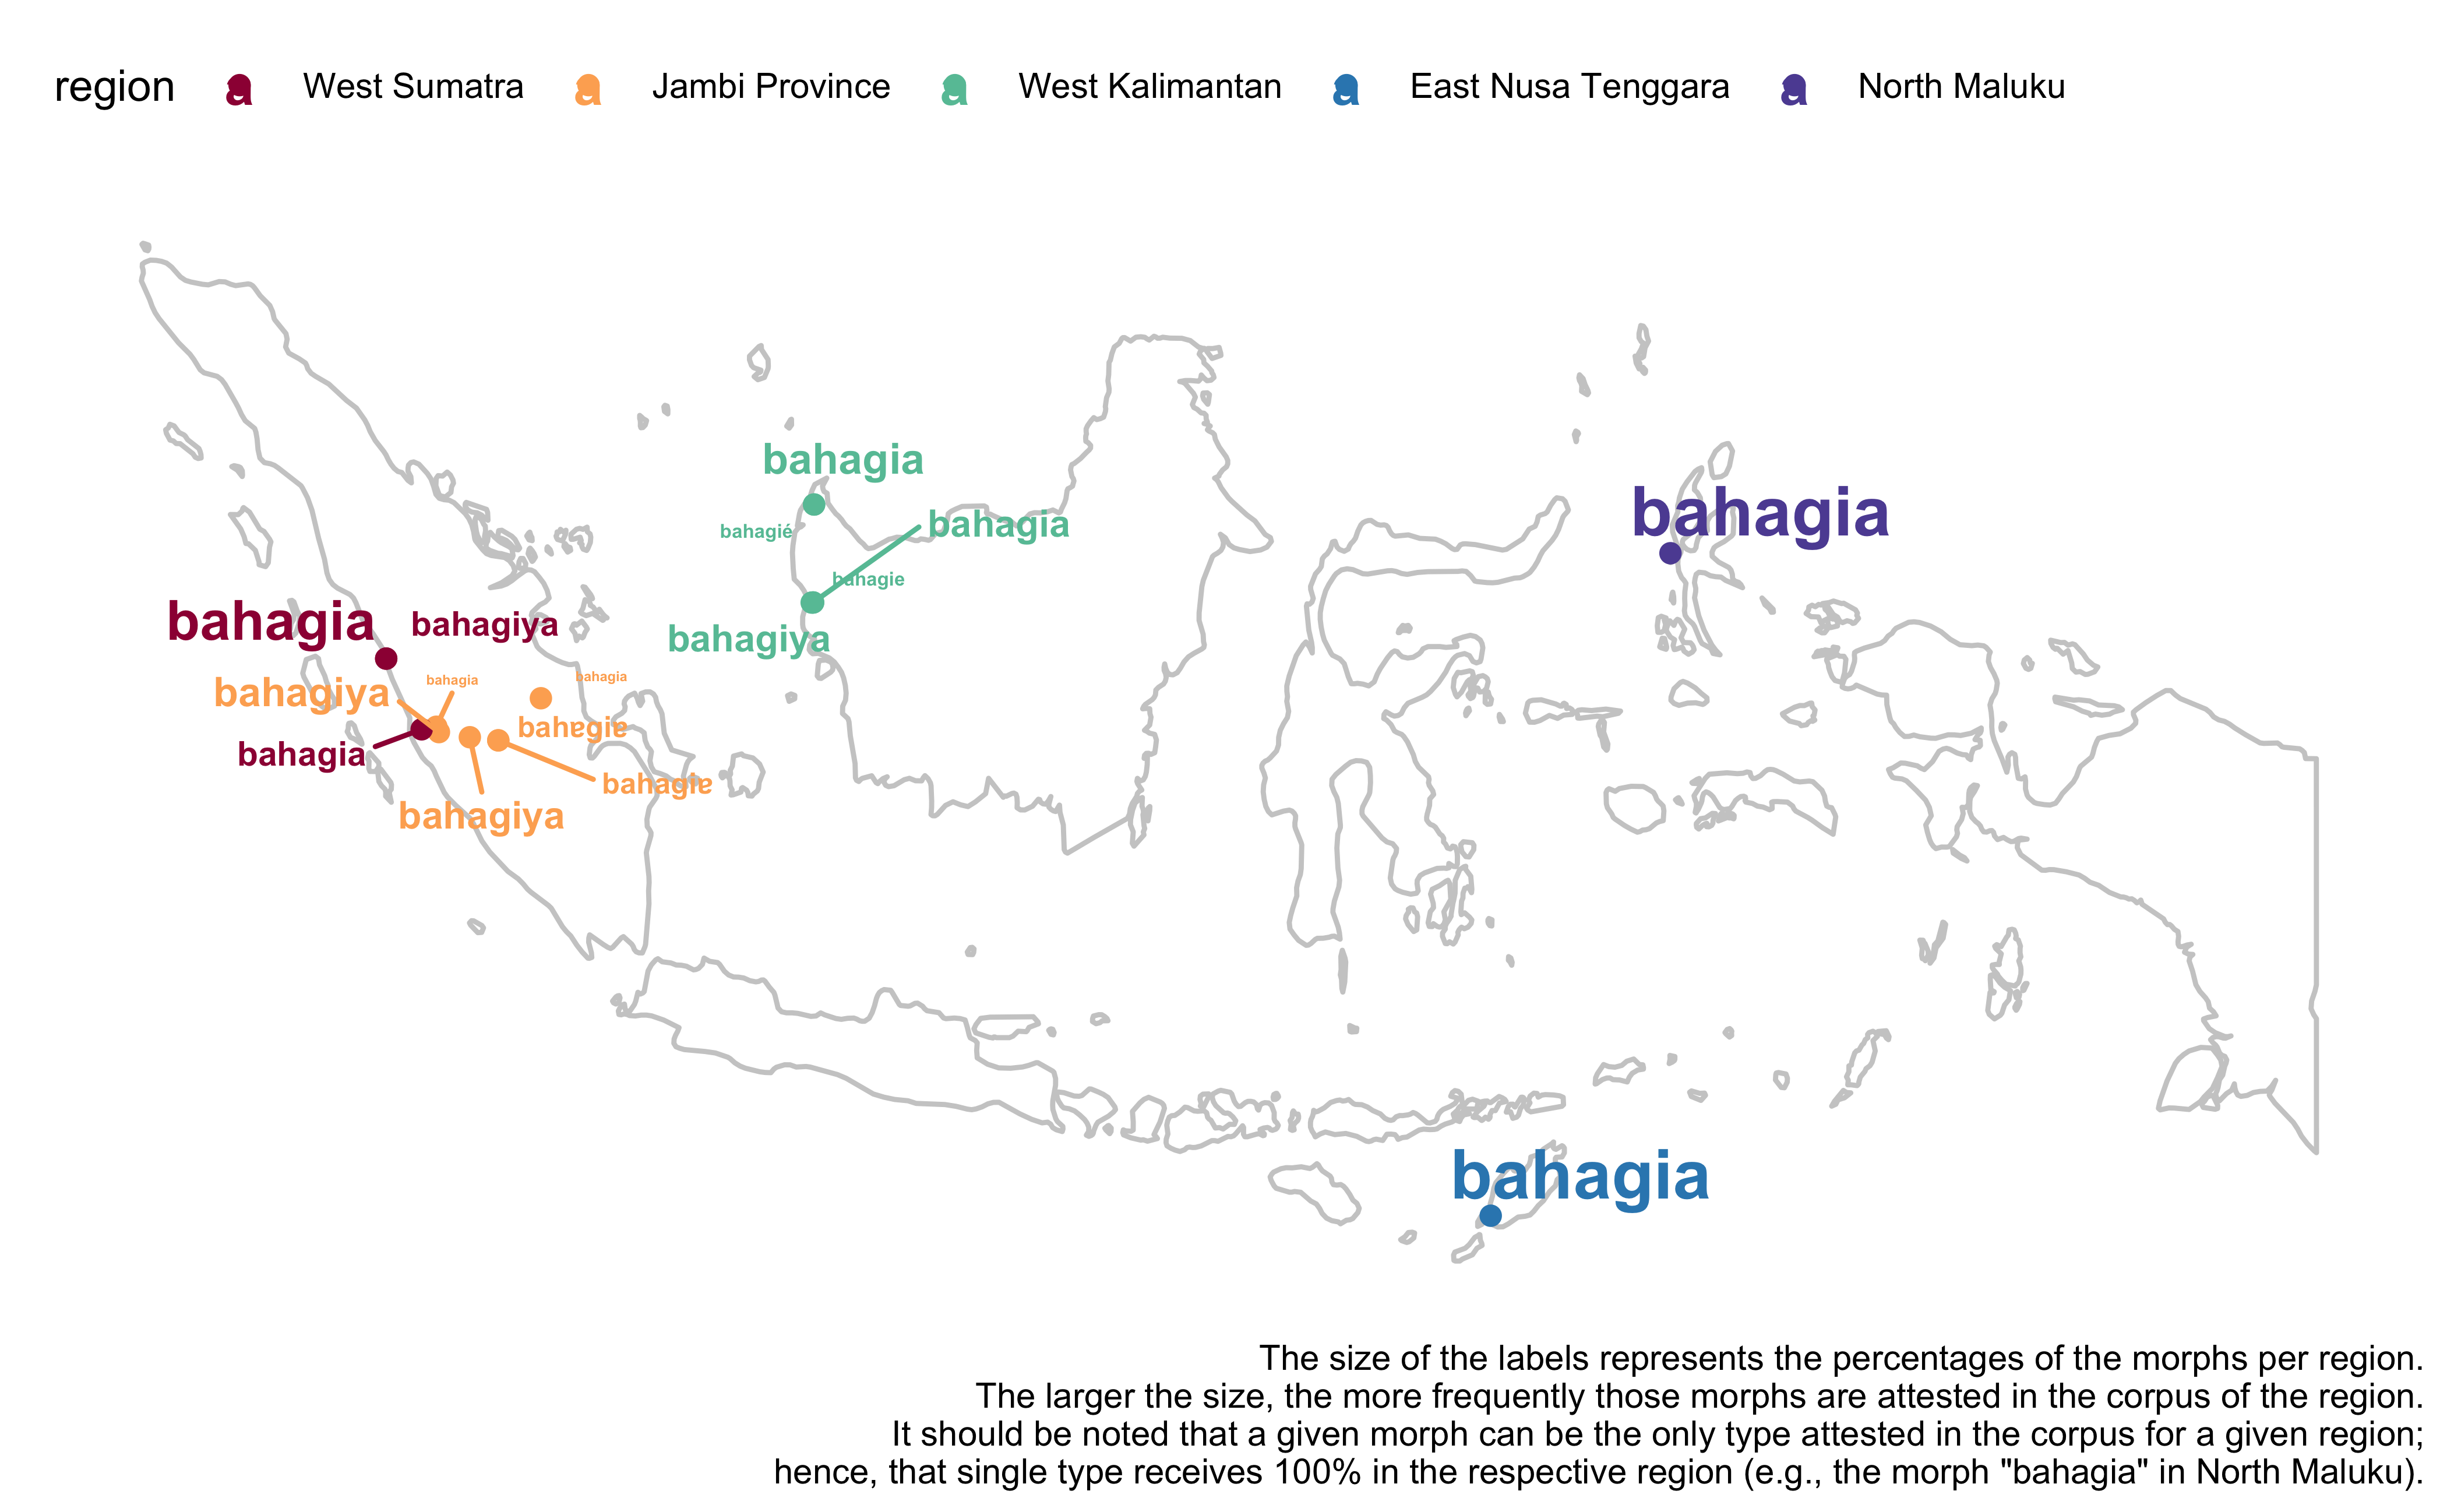 region a West Sumatra a Jambi Province a West Kalimantan a East Nusa Tenggara a North Maluku
bahagia
bahagia
bahagia
bahagié
bahagie
bahagia
bahagiya
bahagiya
bahagia
bahagia
bahagiya
bahɐgiɐ
bahagia
bahagiɐ
bahagiya
bahagia
The size of the labels represents the percentages of the morphs per region.
The larger the size, the more frequently those morphs are attested in the corpus of the region.
It should be noted that a given morph can be the only type attested in the corpus for a given region;
hence, that single type receives 100% in the respective region (e.g., the morph "bahagia" in North Maluku).